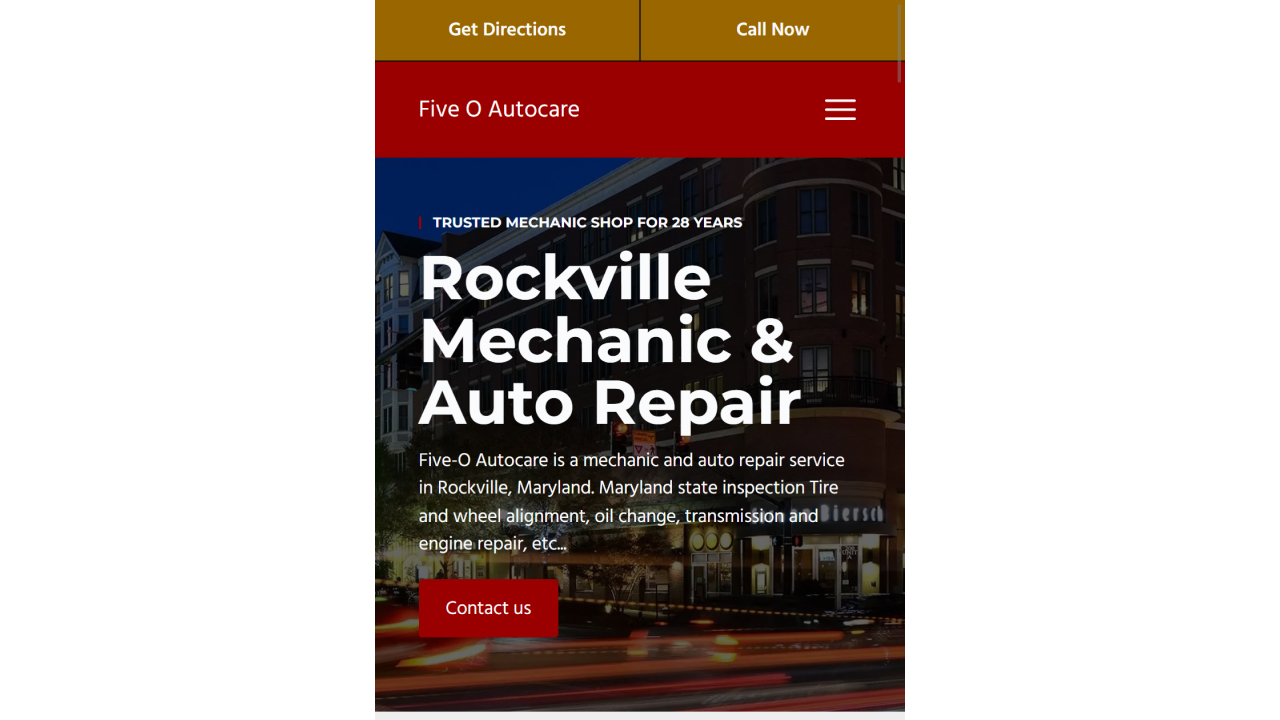 Get Directions
Call Now
Five O Autocare
TRUSTED MECHANIC SHOP FOR 28 YEARS
Rockville
Mechanic &
Auto Repair
Five-O Autocare is a mechanic and auto repair service
in Rockville, Maryland. Maryland state inspection Tire
and wheel alignment, oil change, transmission and
engine repair, etc...
Contact us